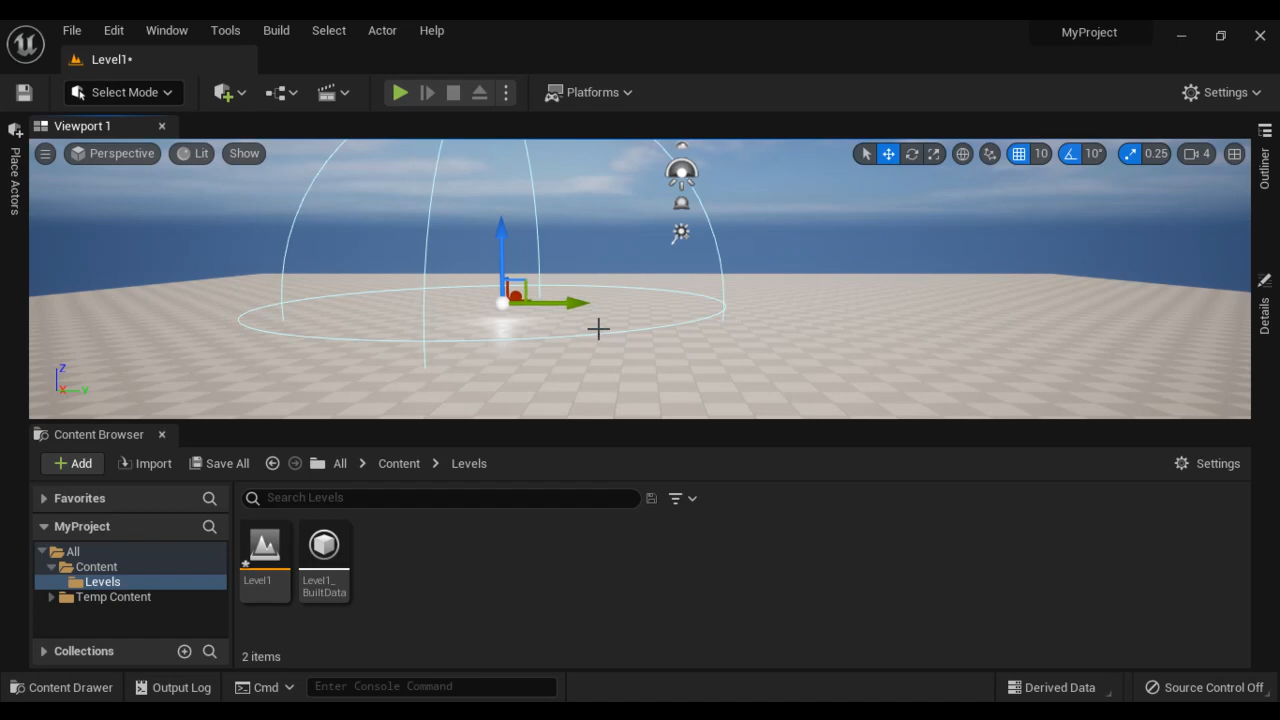 File Edit Window Tools Build Select Actor Help
MyProject
Level1*
Select Mode
Platforms
Settings
Viewport 1
Place Actors
Perspective
Lit
Show
10
10°
0.25
4
Outliner
Details
Z
X
Y
Content Browser
Add
Import
Save All
All
Content
Levels
Settings
Favorites
Search Levels
MyProject
All
Content
Levels
Temp Content
Level1
Level1_
BuiltData
Collections
2 items
Content Drawer
Output Log
Cmd
Enter Console Command
Derived Data
Source Control Off